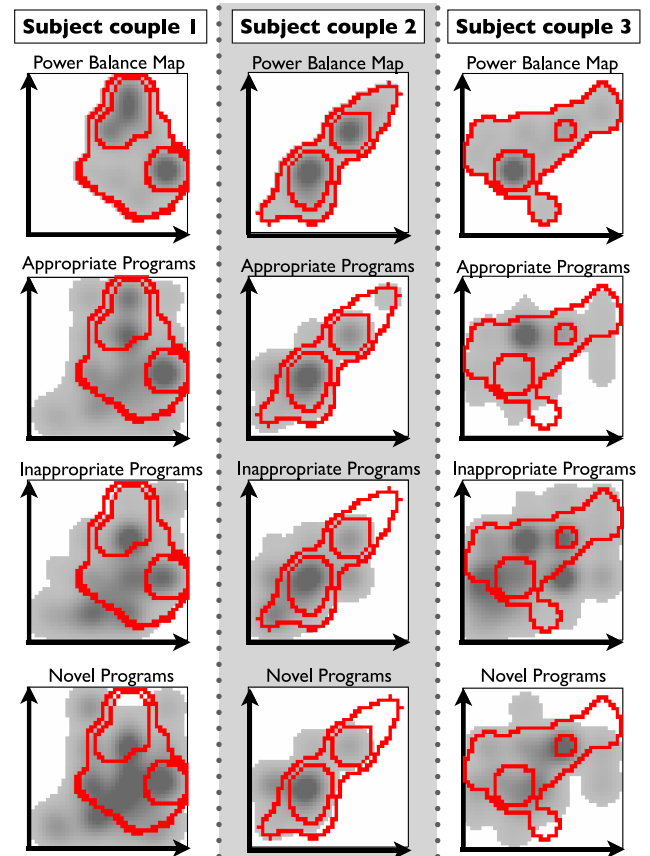 Subject couple 1 Subject couple 2 Subject couple 3
Power Balance Map Power Balance Map Power Balance Map
Appropriate Programs Appropriate Programs Appropriate Programs
Inappropriate Programs Inappropriate Programs Inappropriate Programs
Novel Programs Novel Programs Novel Programs